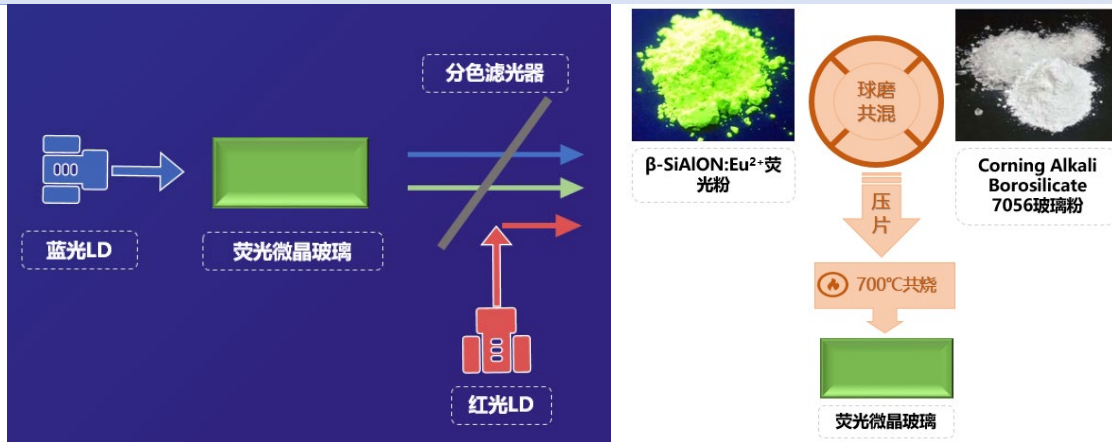 分色滤光器
蓝光LD
荧光微晶玻璃
红光LD
球磨
共混
β-SiAlON:Eu²⁺荧
光粉
Corning Alkali
Borosilicate
7056玻璃粉
压
片
700℃共烧
荧光微晶玻璃